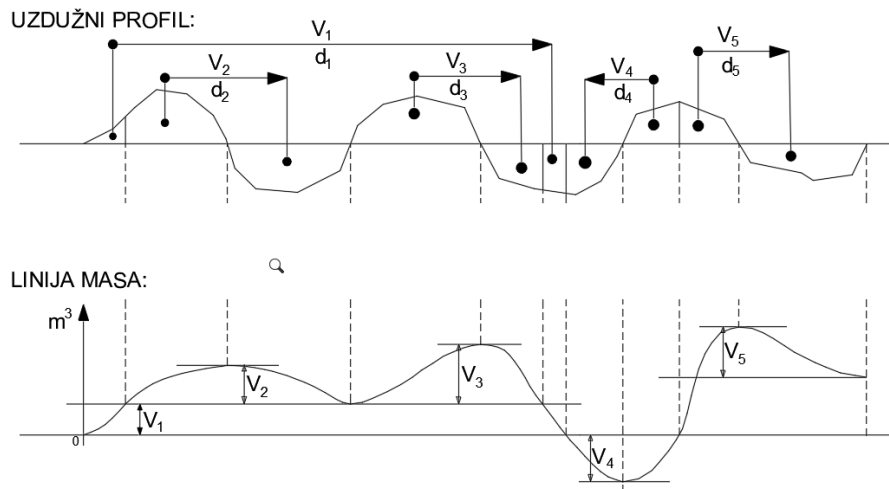 UZDUŽNI PROFIL:
V₁
d₁
V₂
d₂
V₃
d₃
V₄
d₄
V₅
d₅
LINIJA MASA:
m³
V₁
V₂
V₃
V₄
V₅
0